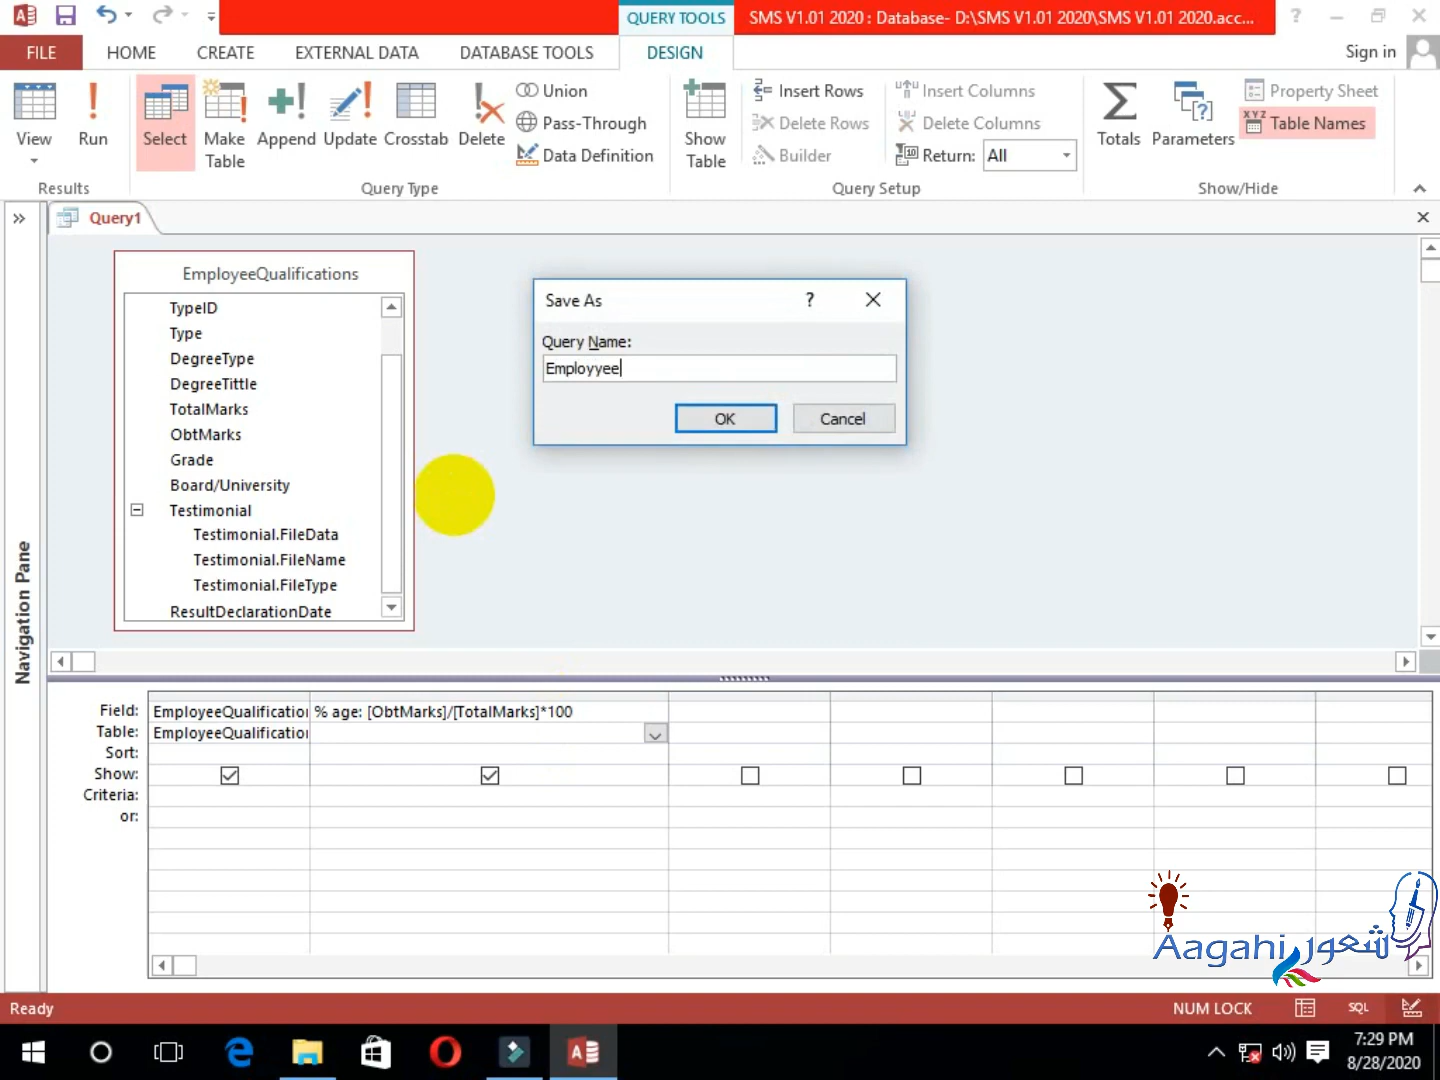 QUERY TOOLS
SMS V1.01 2020 : Database- D:\SMS V1.01 2020\SMS V1.01 2020.acc...
?
FILE
HOME
CREATE
EXTERNAL DATA
DATABASE TOOLS
DESIGN
Sign in
View
Run
Select
Make Table
Append
Update
Crosstab
Delete
Union
Pass-Through
Data Definition
Show Table
Insert Rows
Delete Rows
Builder
Insert Columns
Delete Columns
Return: All
Totals
Parameters
Property Sheet
Table Names
Results
Query Type
Query Setup
Show/Hide
Query1
Navigation Pane
EmployeeQualifications
TypeID
Type
DegreeType
DegreeTittle
TotalMarks
ObtMarks
Grade
Board/University
Testimonial
Testimonial.FileData
Testimonial.FileName
Testimonial.FileType
ResultDeclarationDate
Save As
?
Query Name:
Employyee
OK
Cancel
Field: EmployeeQualification % age: [ObtMarks]/[TotalMarks]*100
Table: EmployeeQualification
Sort:
Show:
Criteria:
or:
Aagahi شعور
Ready
NUM LOCK
SQL
7:29 PM
8/28/2020